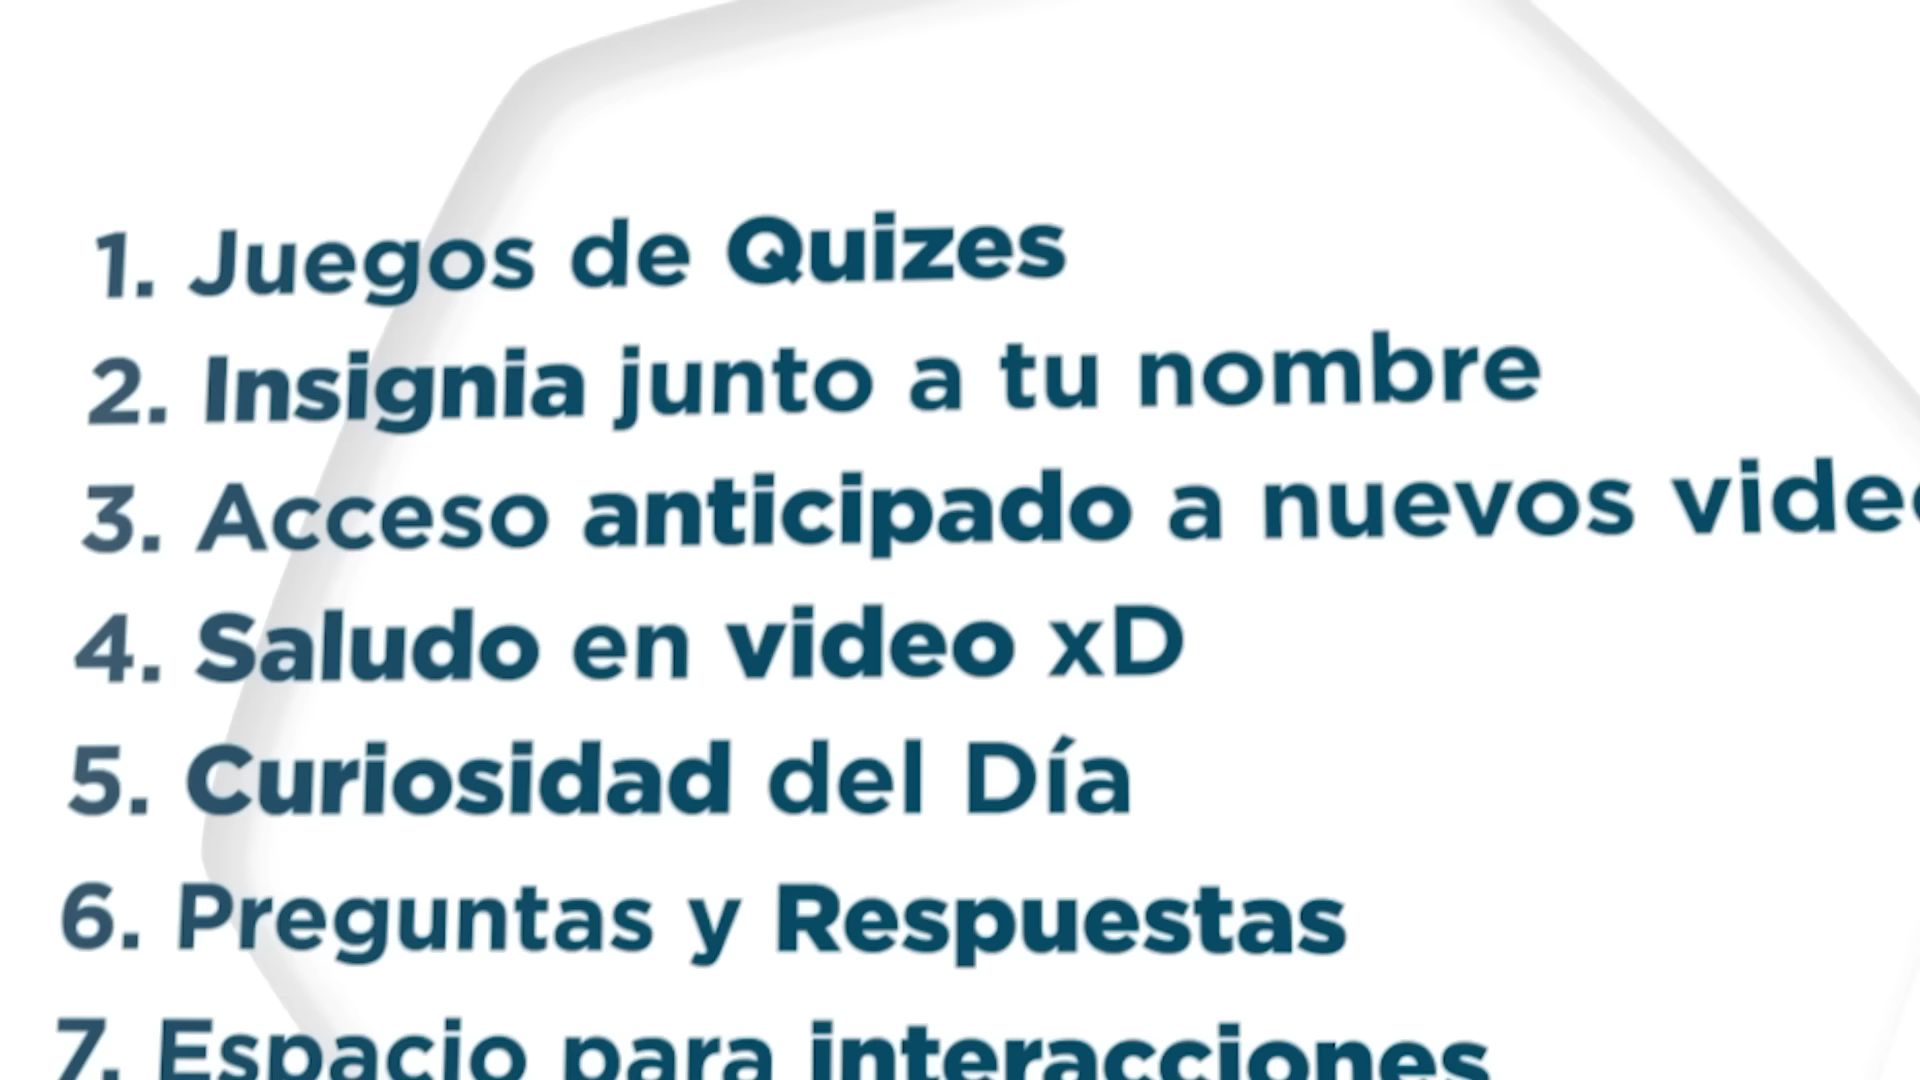 1. Juegos de Quizes
2. Insignia junto a tu nombre
3. Acceso anticipado a nuevos
4. Saludo en video xD
5. Curiosidad del Día
6. Preguntas y Respuestas
7. Espacio para interacciones